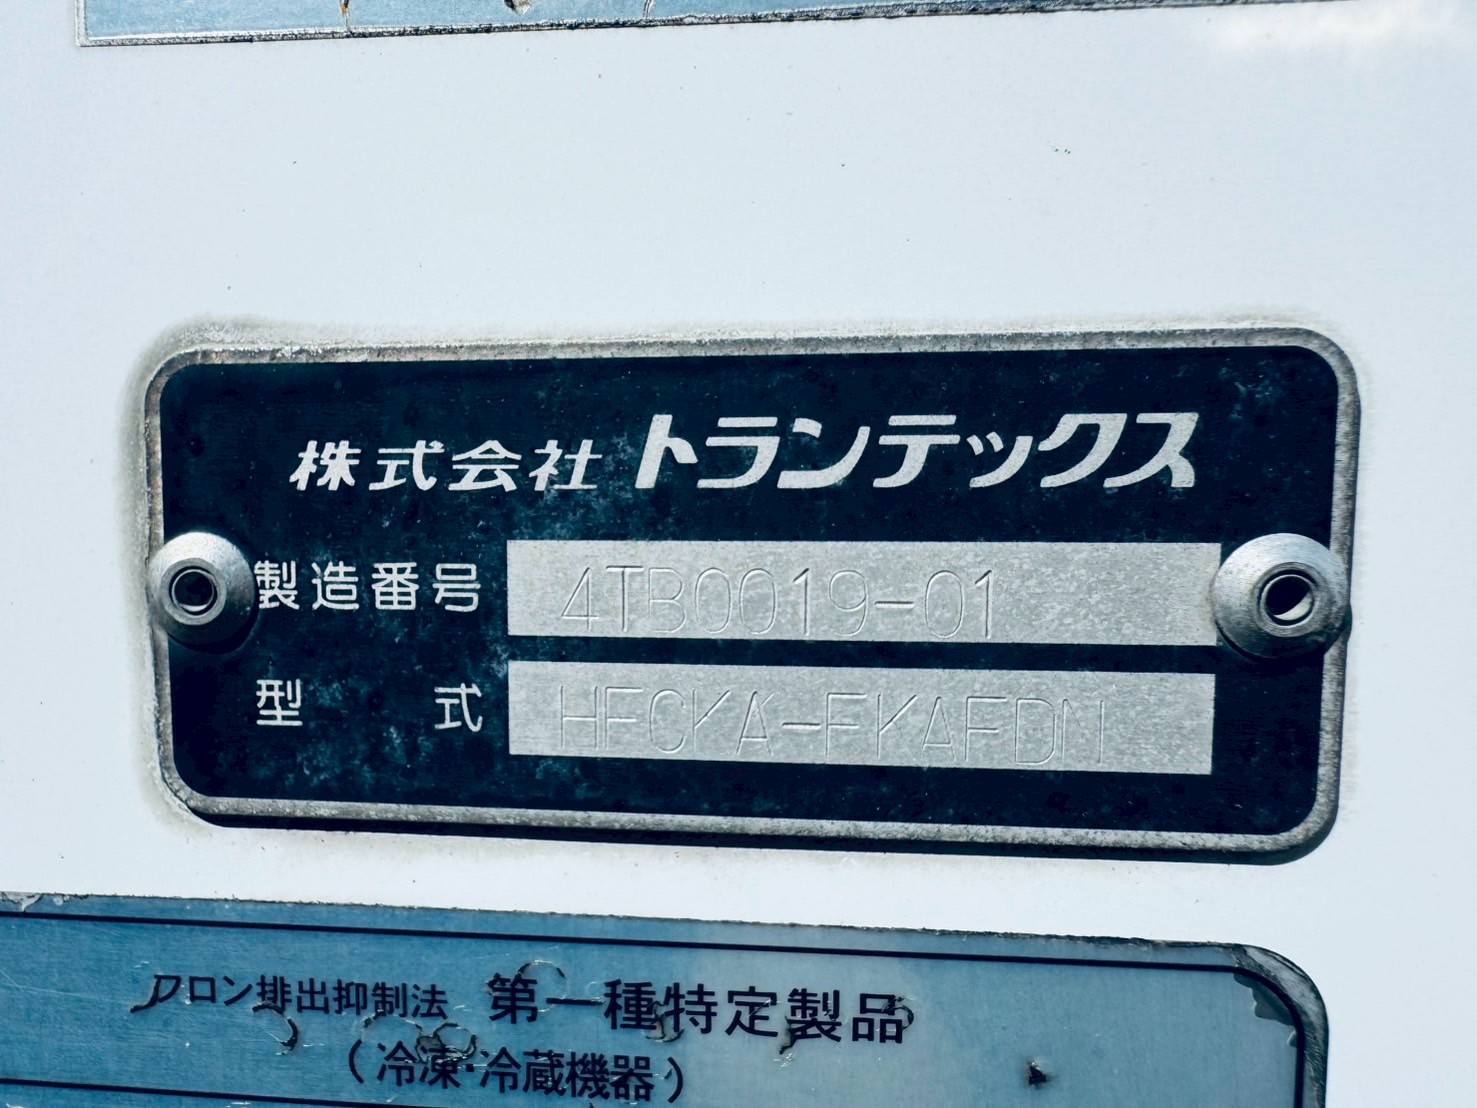 株式会社 トランテックス
製造番号 4TB0019-01
型式 HFCKA-FKAFDN
フロン排出抑制法 第一種特定製品
(冷凍・冷蔵機器)